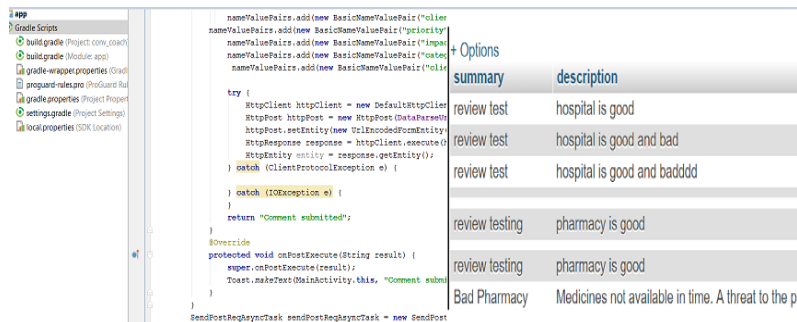 app
Gradle Scripts
build.gradle (Project: conv_coach
build.gradle (Module: app)
gradle-wrapper.properties (Gradl
proguard-rules.pro (ProGuard Rul
gradle.properties (Project Propert
settings.gradle (Project Settings)
local.properties (SDK Location)
nameValuePairs.add(new BasicNameValuePair("clien
nameValuePairs.add(new BasicNameValuePair("priority"
nameValuePairs.add(new BasicNameValuePair("impac
nameValuePairs.add(new BasicNameValuePair("categ
nameValuePairs.add(new BasicNameValuePair("clie
try {
HttpClient httpClient = new DefaultHttpClien
HttpPost httpPost = new HttpPost(DataParseUr
httpPost.setEntity(new UrlEncodedFormEntity(
HttpResponse response = httpClient.execute(h
HttpEntity entity = response.getEntity();
} catch (ClientProtocolException e) {
} catch (IOException e) {
}
return "Comment submitted";
}
@Override
protected void onPostExecute(String result) {
super.onPostExecute(result);
Toast.makeText(MainActivity.this, "Comment submi
}
}
SendPostReqAsyncTask sendPostReqAsyncTask = new SendPost
+ Options
summary description
review test hospital is good
review test hospital is good and bad
review test hospital is good and badddd
review testing pharmacy is good
review testing pharmacy is good
Bad Pharmacy Medicines not available in time. A threat to the p